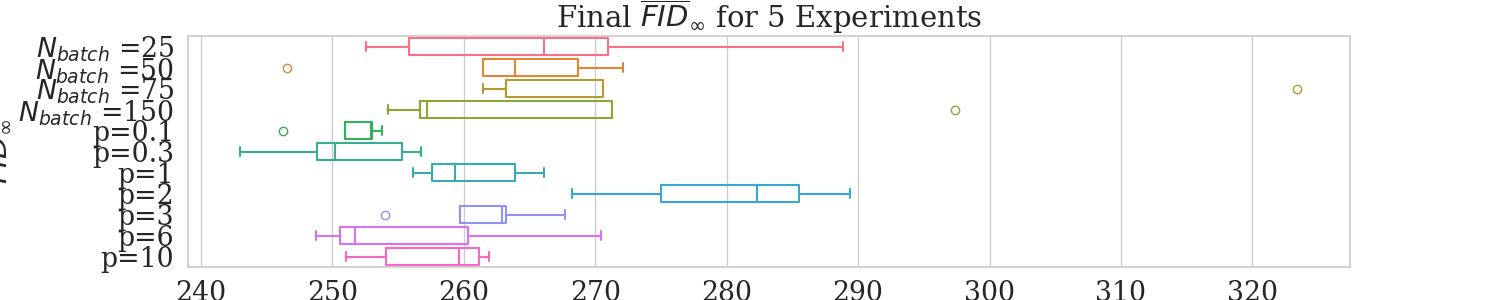 Final $\overline{FID}_\infty$ for 5 Experiments
$N_{batch}$ =25
$N_{batch}$ =50
$N_{batch}$ =75
$N_{batch}$ =150
p=0.1
p=0.3
p=1
p=2
p=3
p=6
p=10
240 250 260 270 280 290 300 310 320